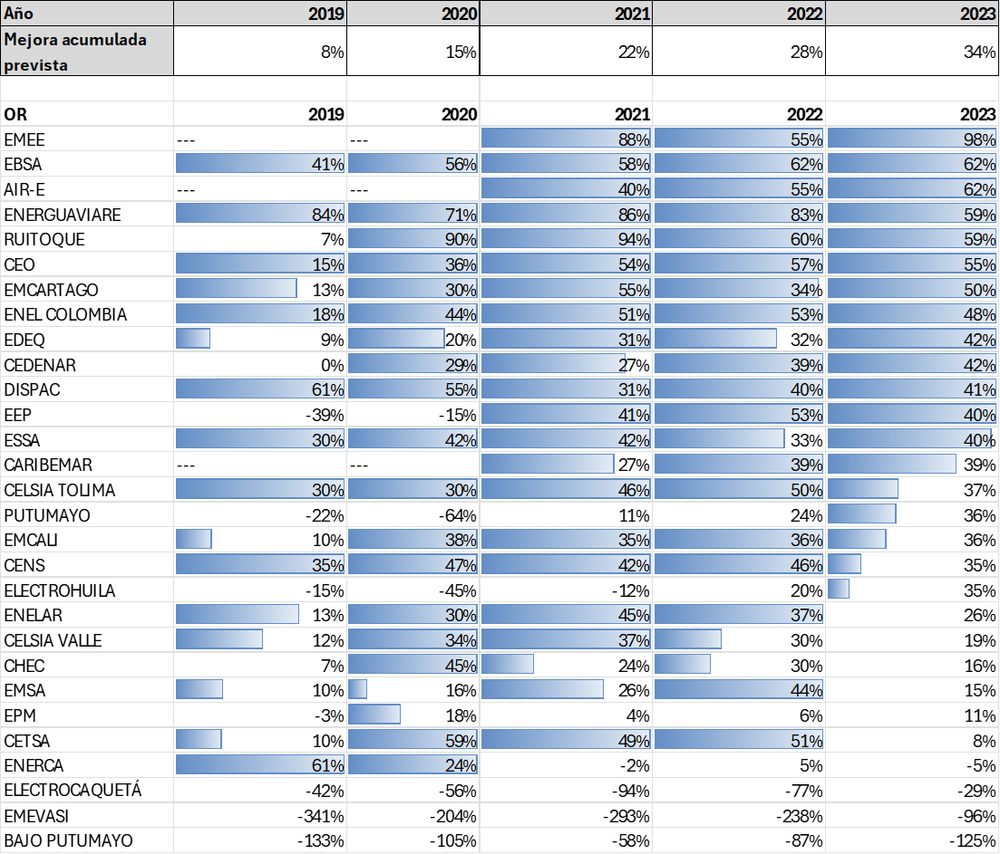 Año 2019 2020 2021 2022 2023
Mejora acumulada
prevista 8% 15% 22% 28% 34%
OR 2019 2020 2021 2022 2023
EMEE --- --- 88% 55% 98%
EBSA 41% 56% 58% 62% 62%
AIR-E --- --- 40% 55% 62%
ENERGUAVIARE 84% 71% 86% 83% 59%
RUITOQUE 7% 90% 94% 60% 59%
CEO 15% 36% 54% 57% 55%
EMCARTAGO 13% 30% 55% 34% 50%
ENEL COLOMBIA 18% 44% 51% 53% 48%
EDEQ 9% 20% 31% 32% 42%
CEDENAR 0% 29% 27% 39% 42%
DISPAC 61% 55% 31% 40% 41%
EEP -39% -15% 41% 53% 40%
ESSA 30% 42% 42% 33% 40%
CARIBEMAR --- --- 27% 39% 39%
CELSIA TOLIMA 30% 30% 46% 50% 37%
PUTUMAYO -22% -64% 11% 24% 36%
EMCALI 10% 38% 35% 36% 36%
CENS 35% 47% 42% 46% 35%
ELECTROHUILA -15% -45% -12% 20% 35%
ENELAR 13% 30% 45% 37% 26%
CELSIA VALLE 12% 34% 37% 30% 19%
CHEC 7% 45% 24% 30% 16%
EMSA 10% 16% 26% 44% 15%
EPM -3% 18% 4% 6% 11%
CETSA 10% 59% 49% 51% 8%
ENERCA 61% 24% -2% 5% -5%
ELECTROCAQUETÁ -42% -56% -94% -77% -29%
EMEVASI -341% -204% -293% -238% -96%
BAJO PUTUMAYO -133% -105% -58% -87% -125%